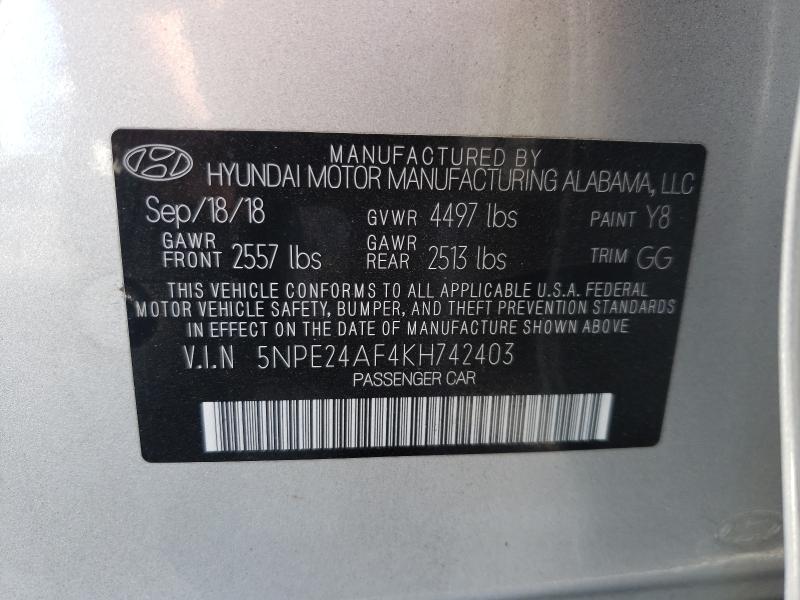 MANUFACTURED BY
HYUNDAI MOTOR MANUFACTURING ALABAMA, LLC
Sep/18/18 GVWR 4497 lbs PAINT Y8
GAWR FRONT 2557 lbs GAWR REAR 2513 lbs TRIM GG
THIS VEHICLE CONFORMS TO ALL APPLICABLE U.S.A. FEDERAL
MOTOR VEHICLE SAFETY, BUMPER, AND THEFT PREVENTION STANDARDS
IN EFFECT ON THE DATE OF MANUFACTURE SHOWN ABOVE
V.I.N 5NPE24AF4KH742403
PASSENGER CAR